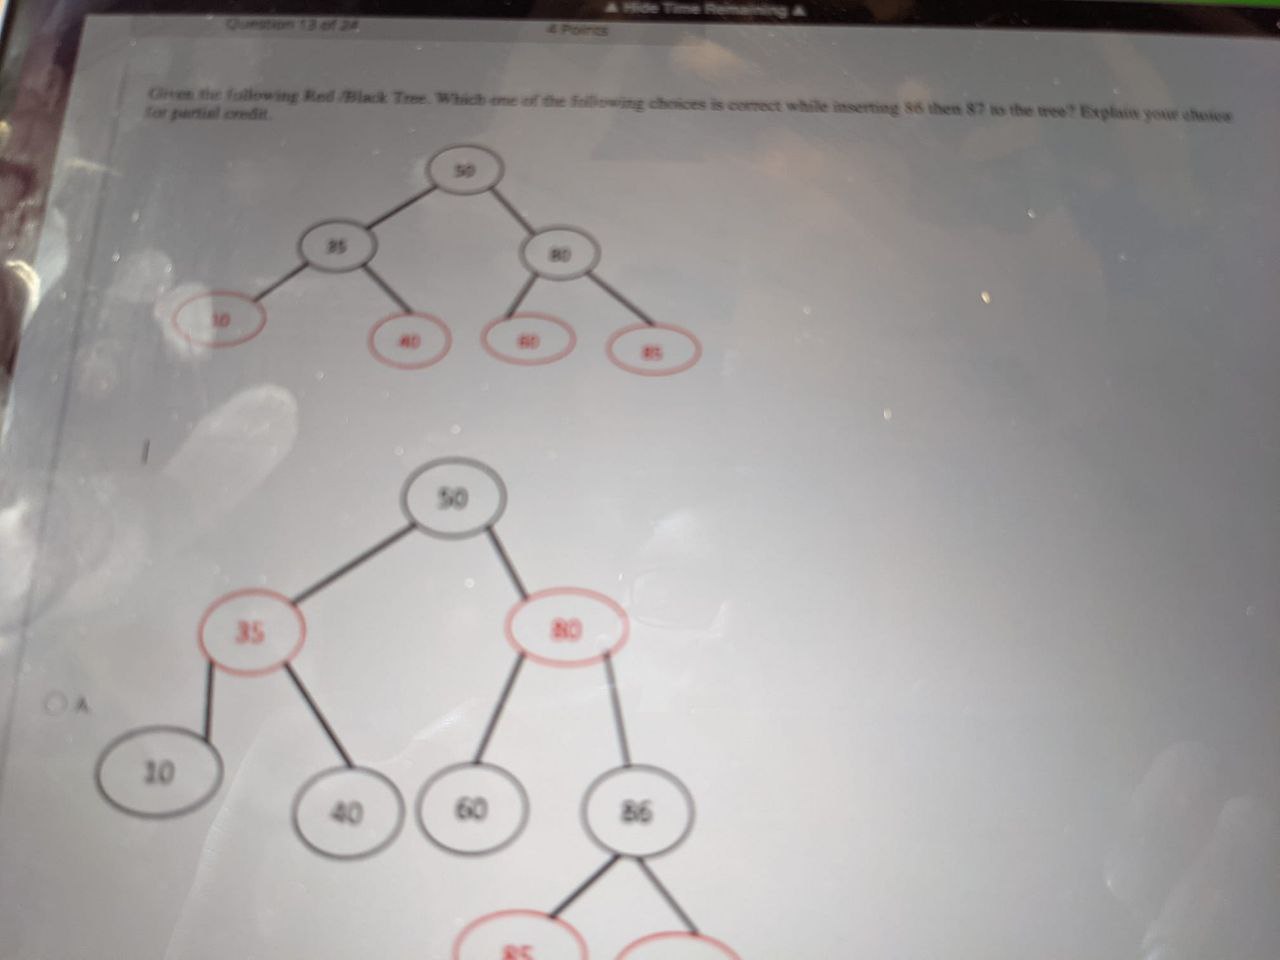 ▲ Hide Time Remaining ▲
Question 13 of 24 4 Points
Given the following Red /Black Tree. Which one of the following choices is correct while inserting 86 then 87 to the tree? Explain your choice
for partial credit.
50
35 80
10 40 60 85
50
35 80
A.
10 40 60 86
85